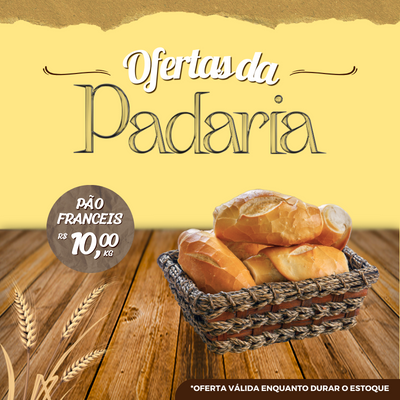 Ofertas da
Padaria
PÃO
FRANCEIS
R$ 10,00
KG
*OFERTA VÁLIDA ENQUANTO DURAR O ESTOQUE